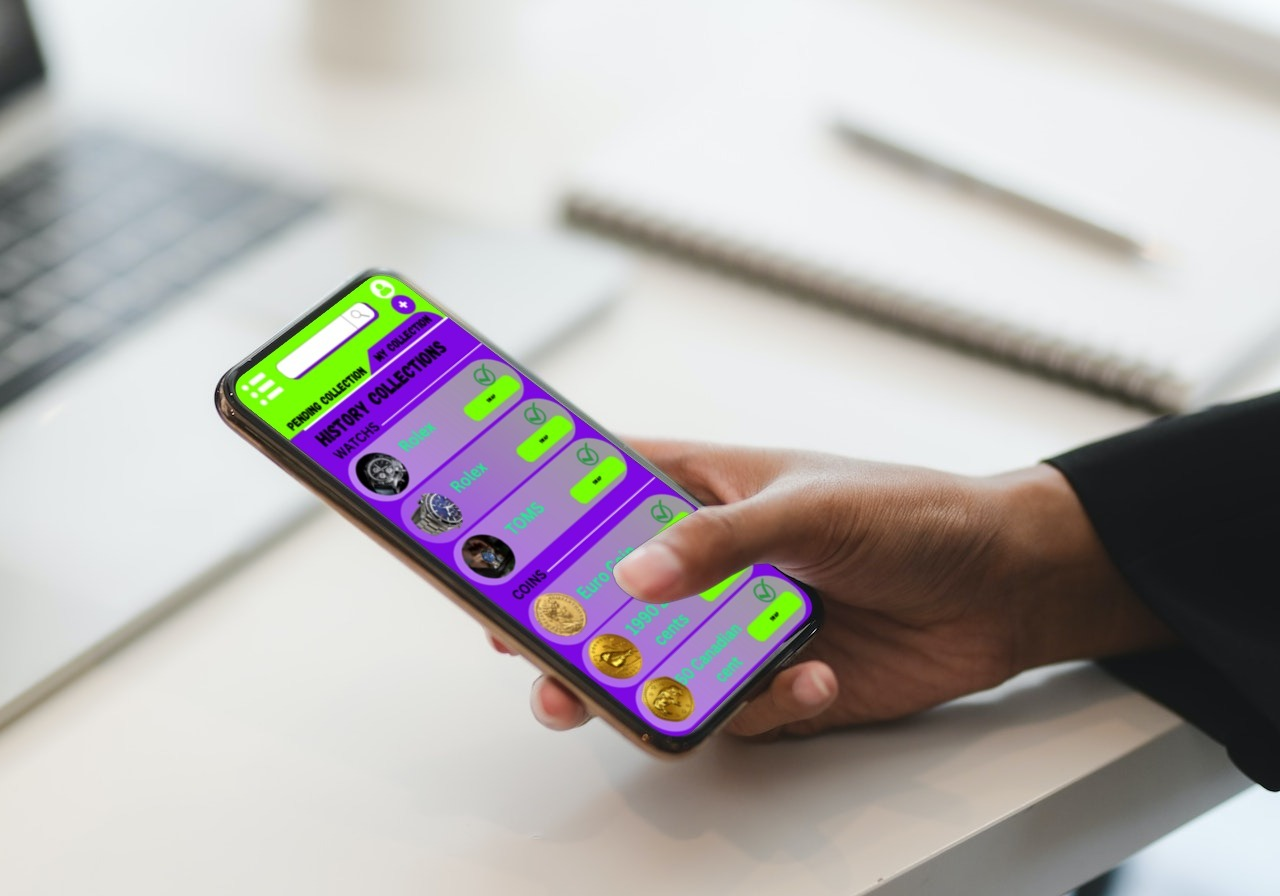 MY COLLECTION
PENDING COLLECTION
HISTORY COLLECTIONS
WATCHS
Rolex
Rolex
TOMS
COINS
Euro
1990
cents
Canadian
cent